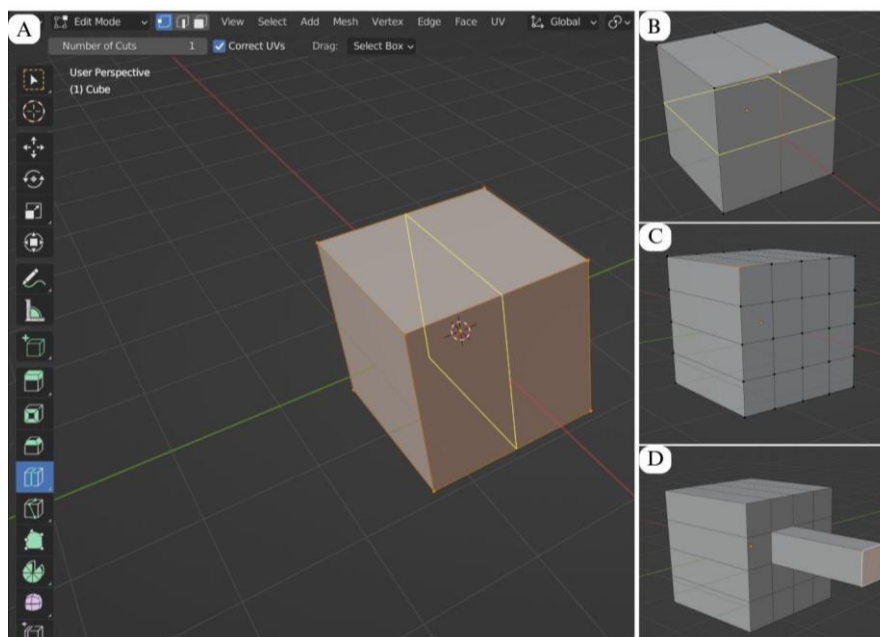 A
Edit Mode View Select Add Mesh Vertex Edge Face UV Global
Number of Cuts 1 Correct UVs Drag: Select Box
User Perspective
(1) Cube
B
C
D